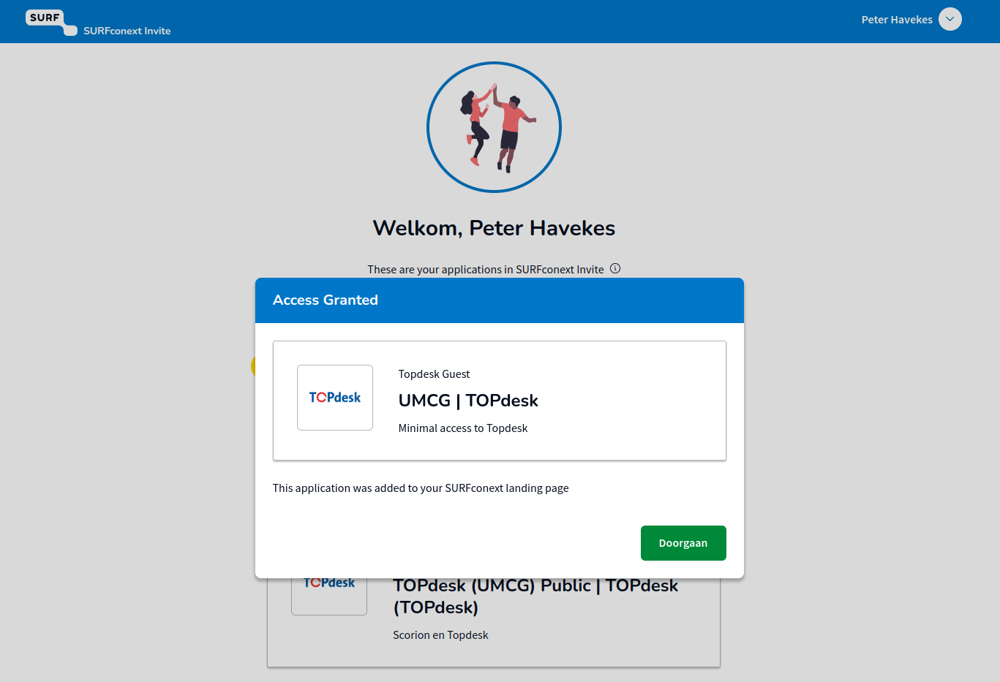 SURF
SURFconext Invite
Peter Havekes
Welkom, Peter Havekes
These are your applications in SURFconext Invite
Access Granted
TOPdesk
Topdesk Guest
UMCG | TOPdesk
Minimal access to Topdesk
This application was added to your SURFconext landing page
Doorgaan
TOPdesk
TOPdesk (UMCG) Public | TOPdesk
(TOPdesk)
Scorion en Topdesk